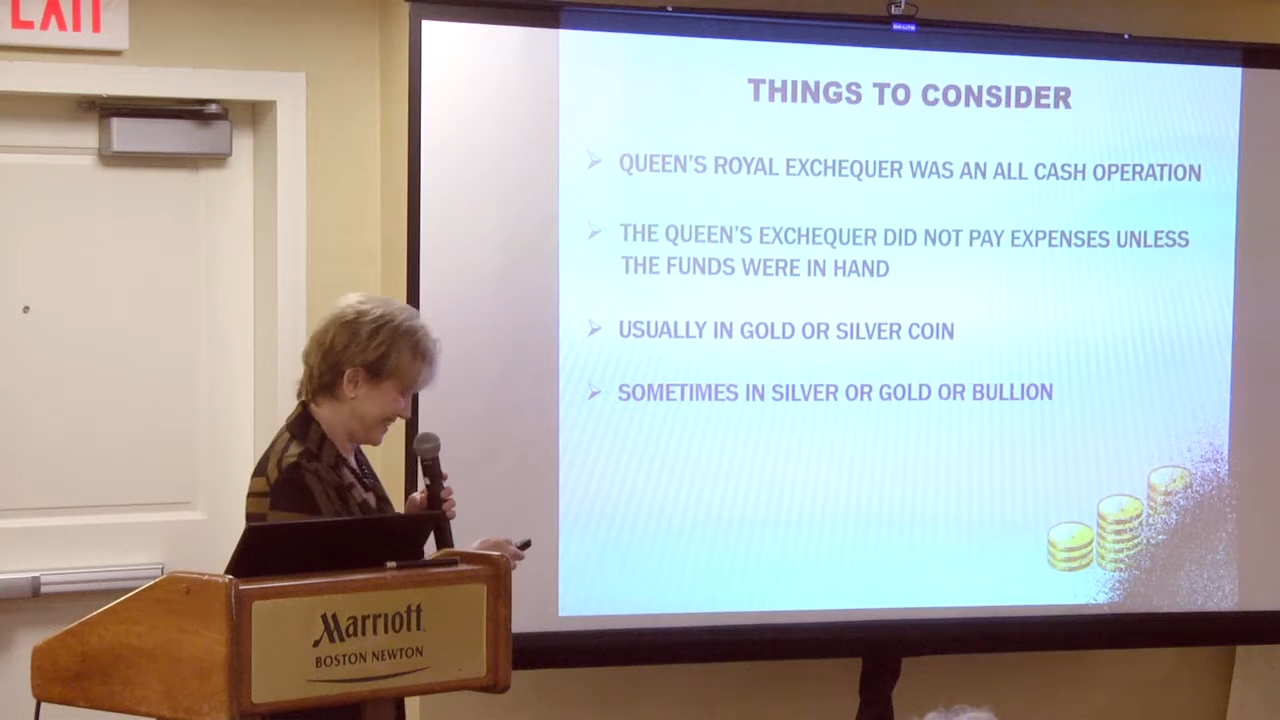 EXIT
THINGS TO CONSIDER
QUEEN'S ROYAL EXCHEQUER WAS AN ALL CASH OPERATION
THE QUEEN'S EXCHEQUER DID NOT PAY EXPENSES UNLESS
THE FUNDS WERE IN HAND
USUALLY IN GOLD OR SILVER COIN
SOMETIMES IN SILVER OR GOLD OR BULLION
Marriott
BOSTON NEWTON